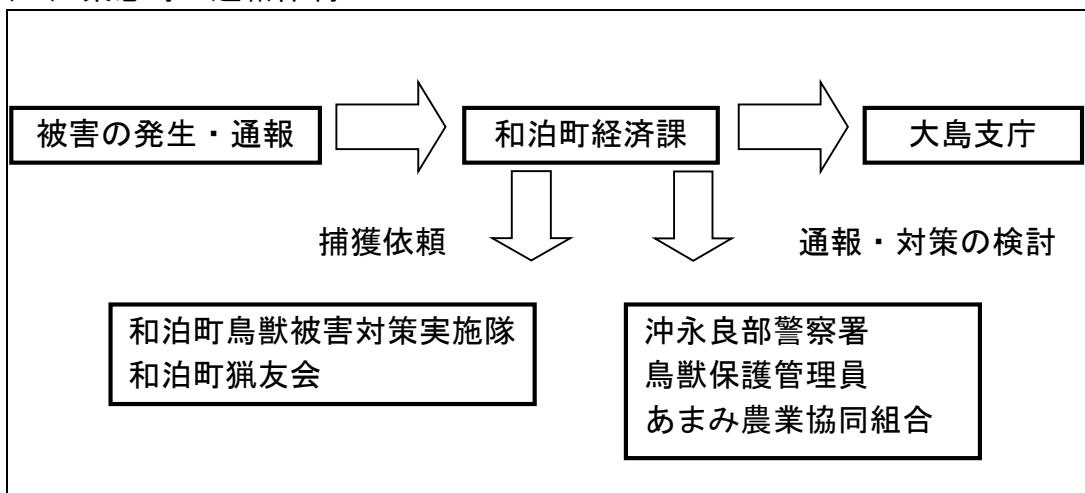 被害の発生・通報
和泊町経済課
大島支庁
捕獲依頼
通報・対策の検討
和泊町鳥獣被害対策実施隊
和泊町猟友会
沖永良部警察署
鳥獣保護管理員
あまみ農業協同組合